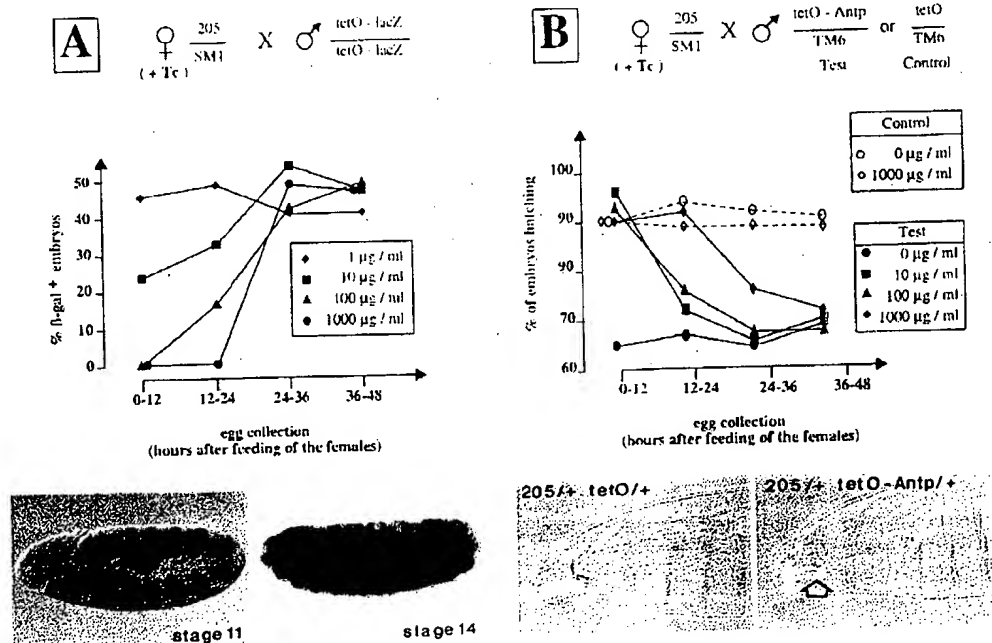 A
♀ 205/SM1 X ♂ tetO - lacZ/tetO - lacZ
( + Tc )
% β-gal + embryos
50
40
30
20
10
0
1 µg / ml
10 µg / ml
100 µg / ml
1000 µg / ml
0-12 12-24 24-36 36-48
egg collection
(hours after feeding of the females)
stage 11
stage 14
B
♀ 205/SM1 X ♂ tetO - Antp/TM6 or tetO/TM6
( + Tc ) Test Control
% of embryos hatching
100
90
80
70
60
Control
0 µg / ml
1000 µg / ml
Test
0 µg / ml
10 µg / ml
100 µg / ml
1000 µg / ml
0-12 12-24 24-36 36-48
egg collection
(hours after feeding of the females)
205/+ tetO/+
205/+ tetO-Antp/+